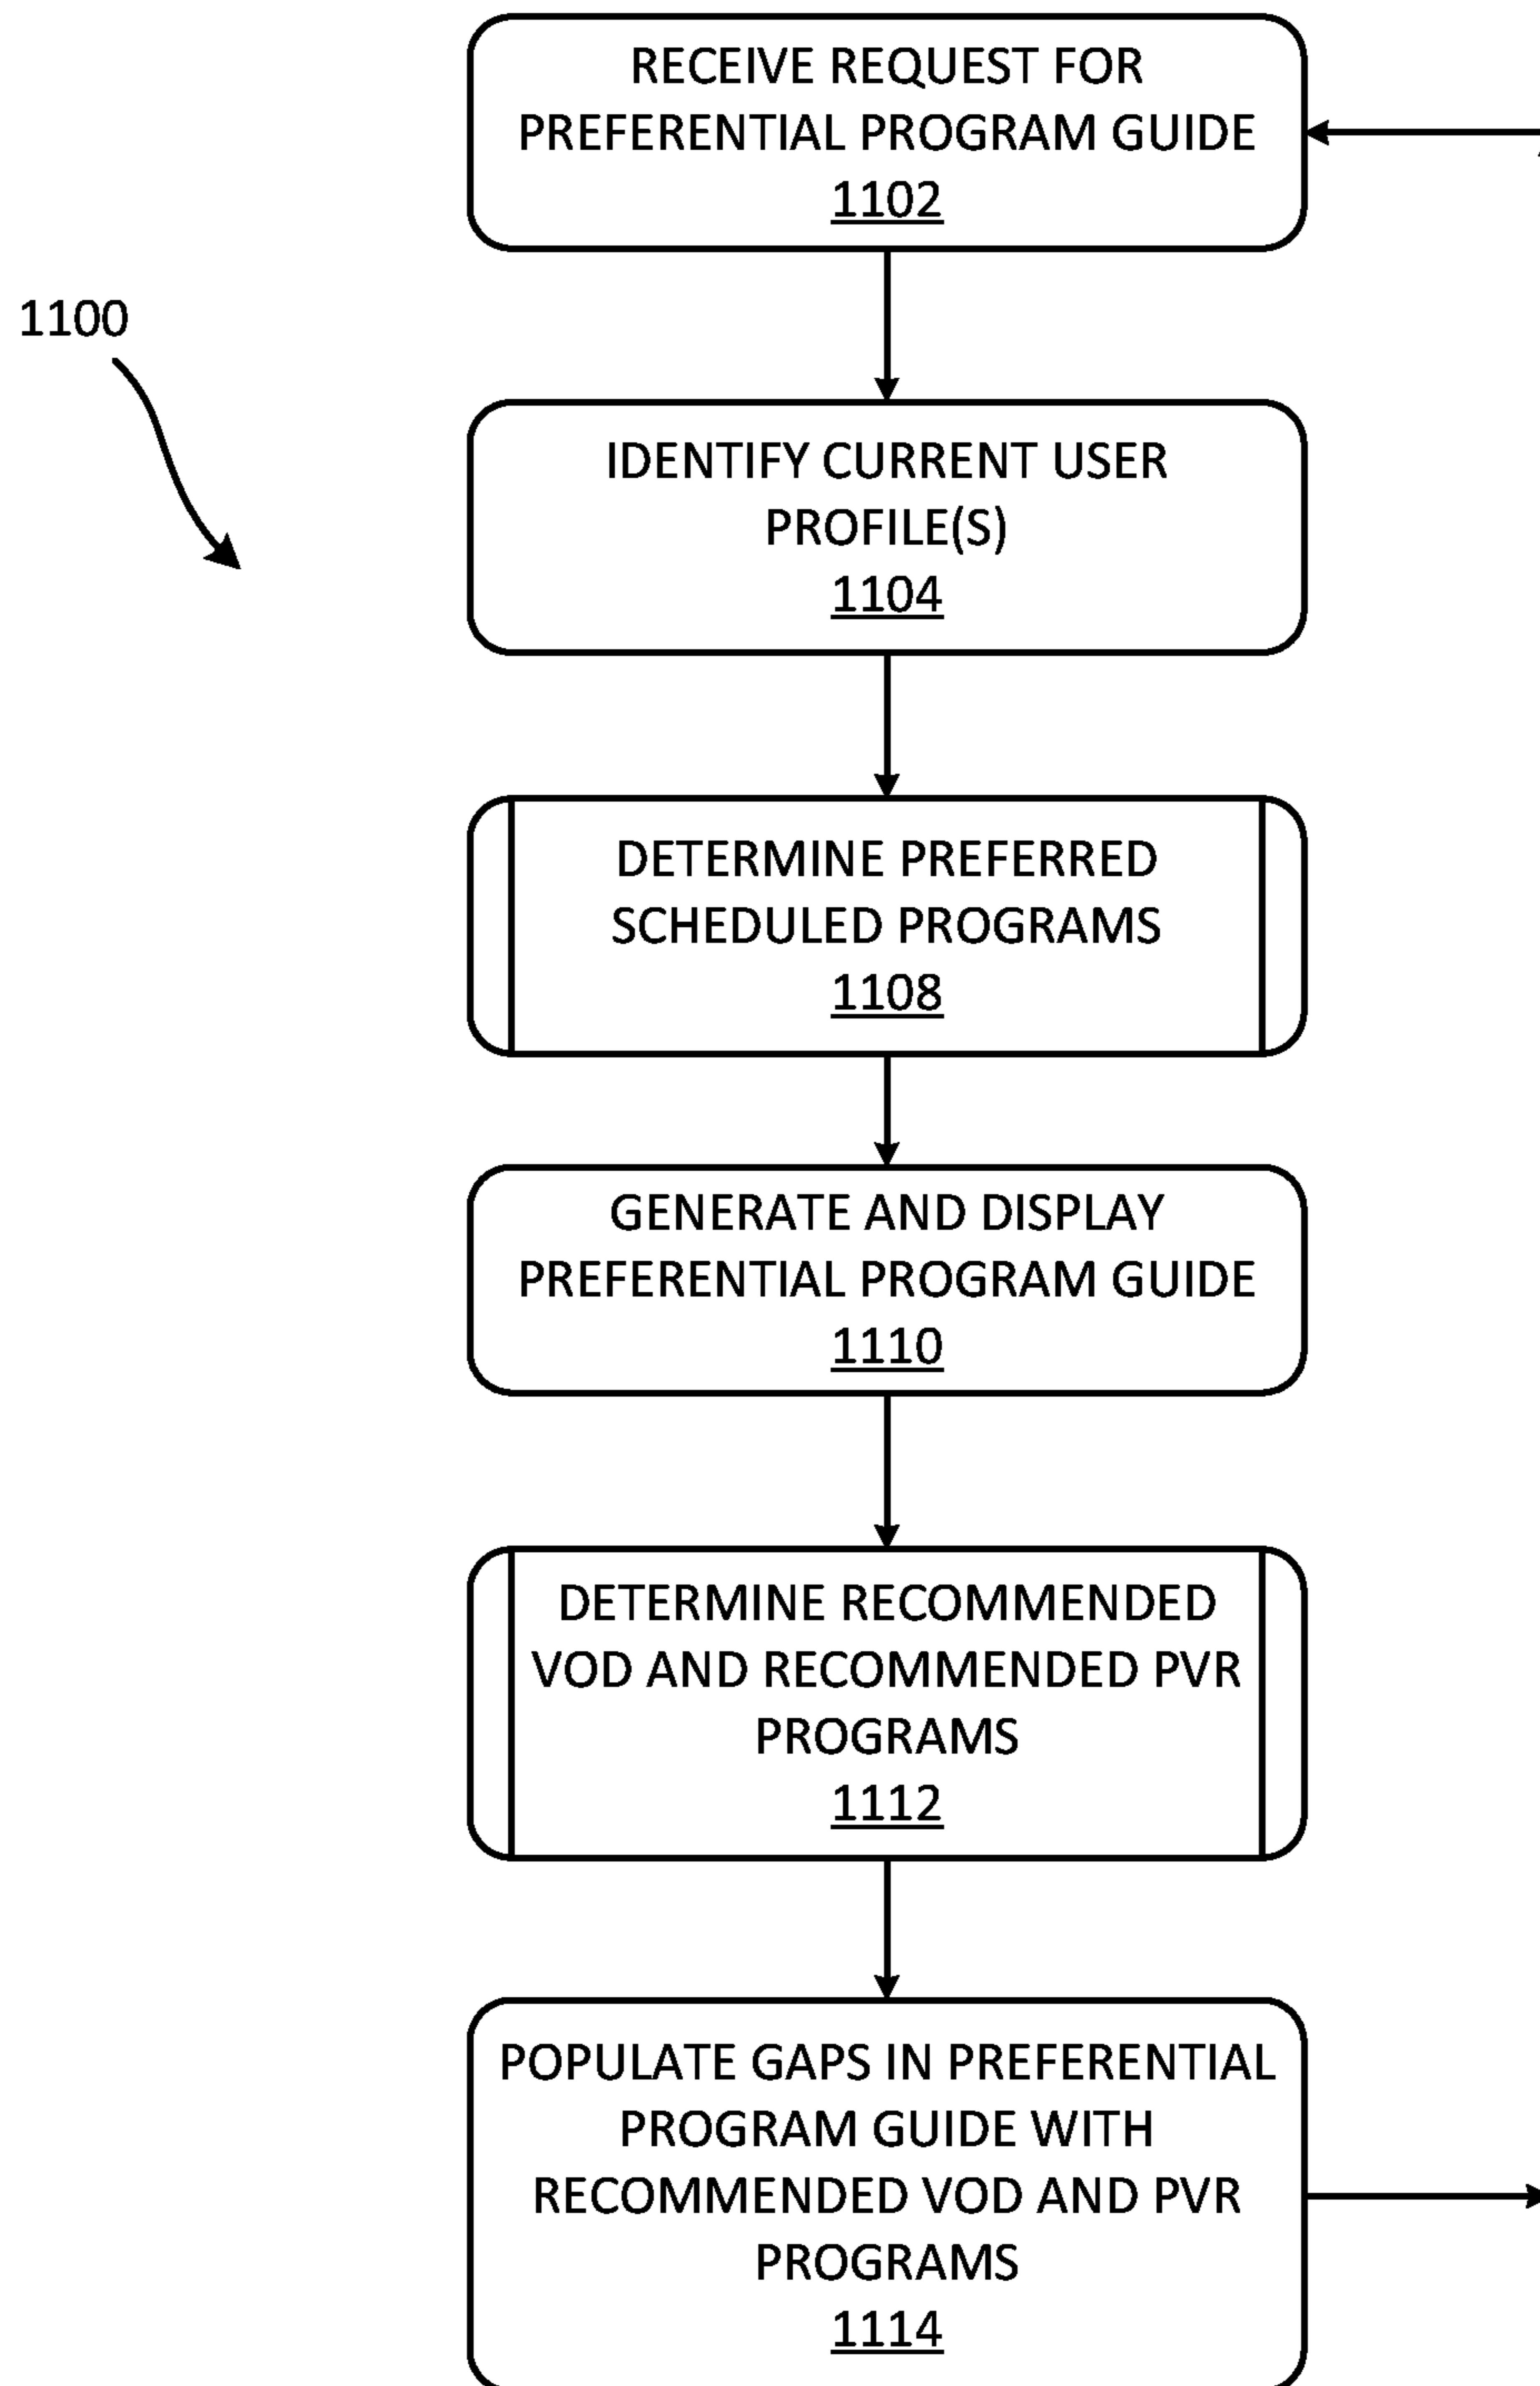 RECEIVE REQUEST FOR
PREFERENTIAL PROGRAM GUIDE
1102
1100
IDENTIFY CURRENT USER
PROFILE(S)
1104
DETERMINE PREFERRED
SCHEDULED PROGRAMS
1108
GENERATE AND DISPLAY
PREFERENTIAL PROGRAM GUIDE
1110
DETERMINE RECOMMENDED
VOD AND RECOMMENDED PVR
PROGRAMS
1112
POPULATE GAPS IN PREFERENTIAL
PROGRAM GUIDE WITH
RECOMMENDED VOD AND PVR
PROGRAMS
1114